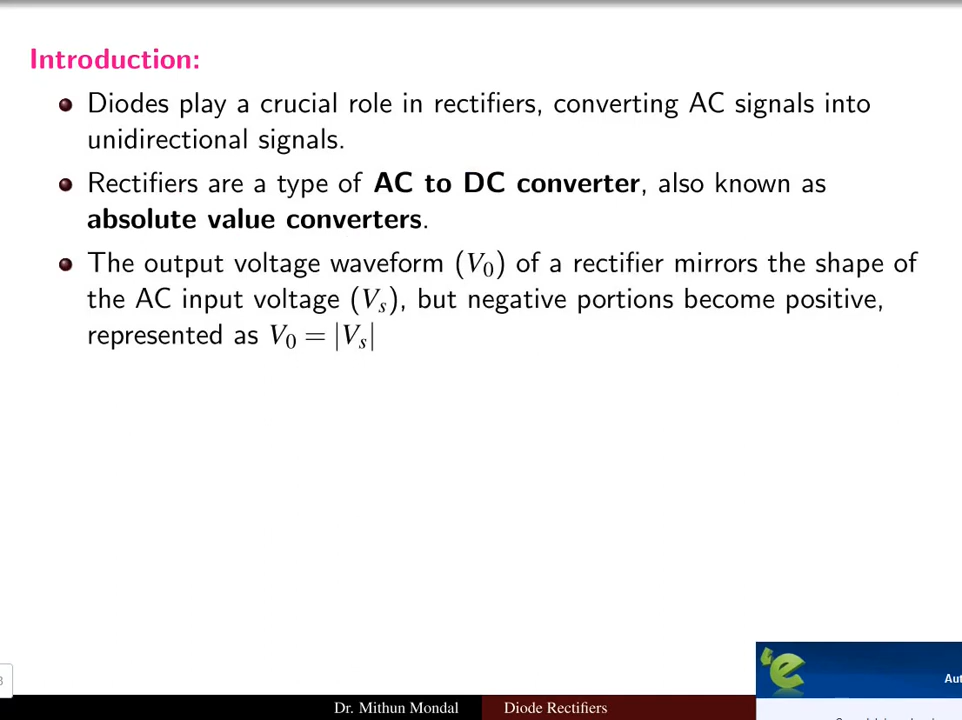 Introduction:
Diodes play a crucial role in rectifiers, converting AC signals into
unidirectional signals.
Rectifiers are a type of AC to DC converter, also known as
absolute value converters.
The output voltage waveform (V₀) of a rectifier mirrors the shape of
the AC input voltage (Vₛ), but negative portions become positive,
represented as V₀ = |Vₛ|
3
Aut
Dr. Mithun Mondal Diode Rectifiers